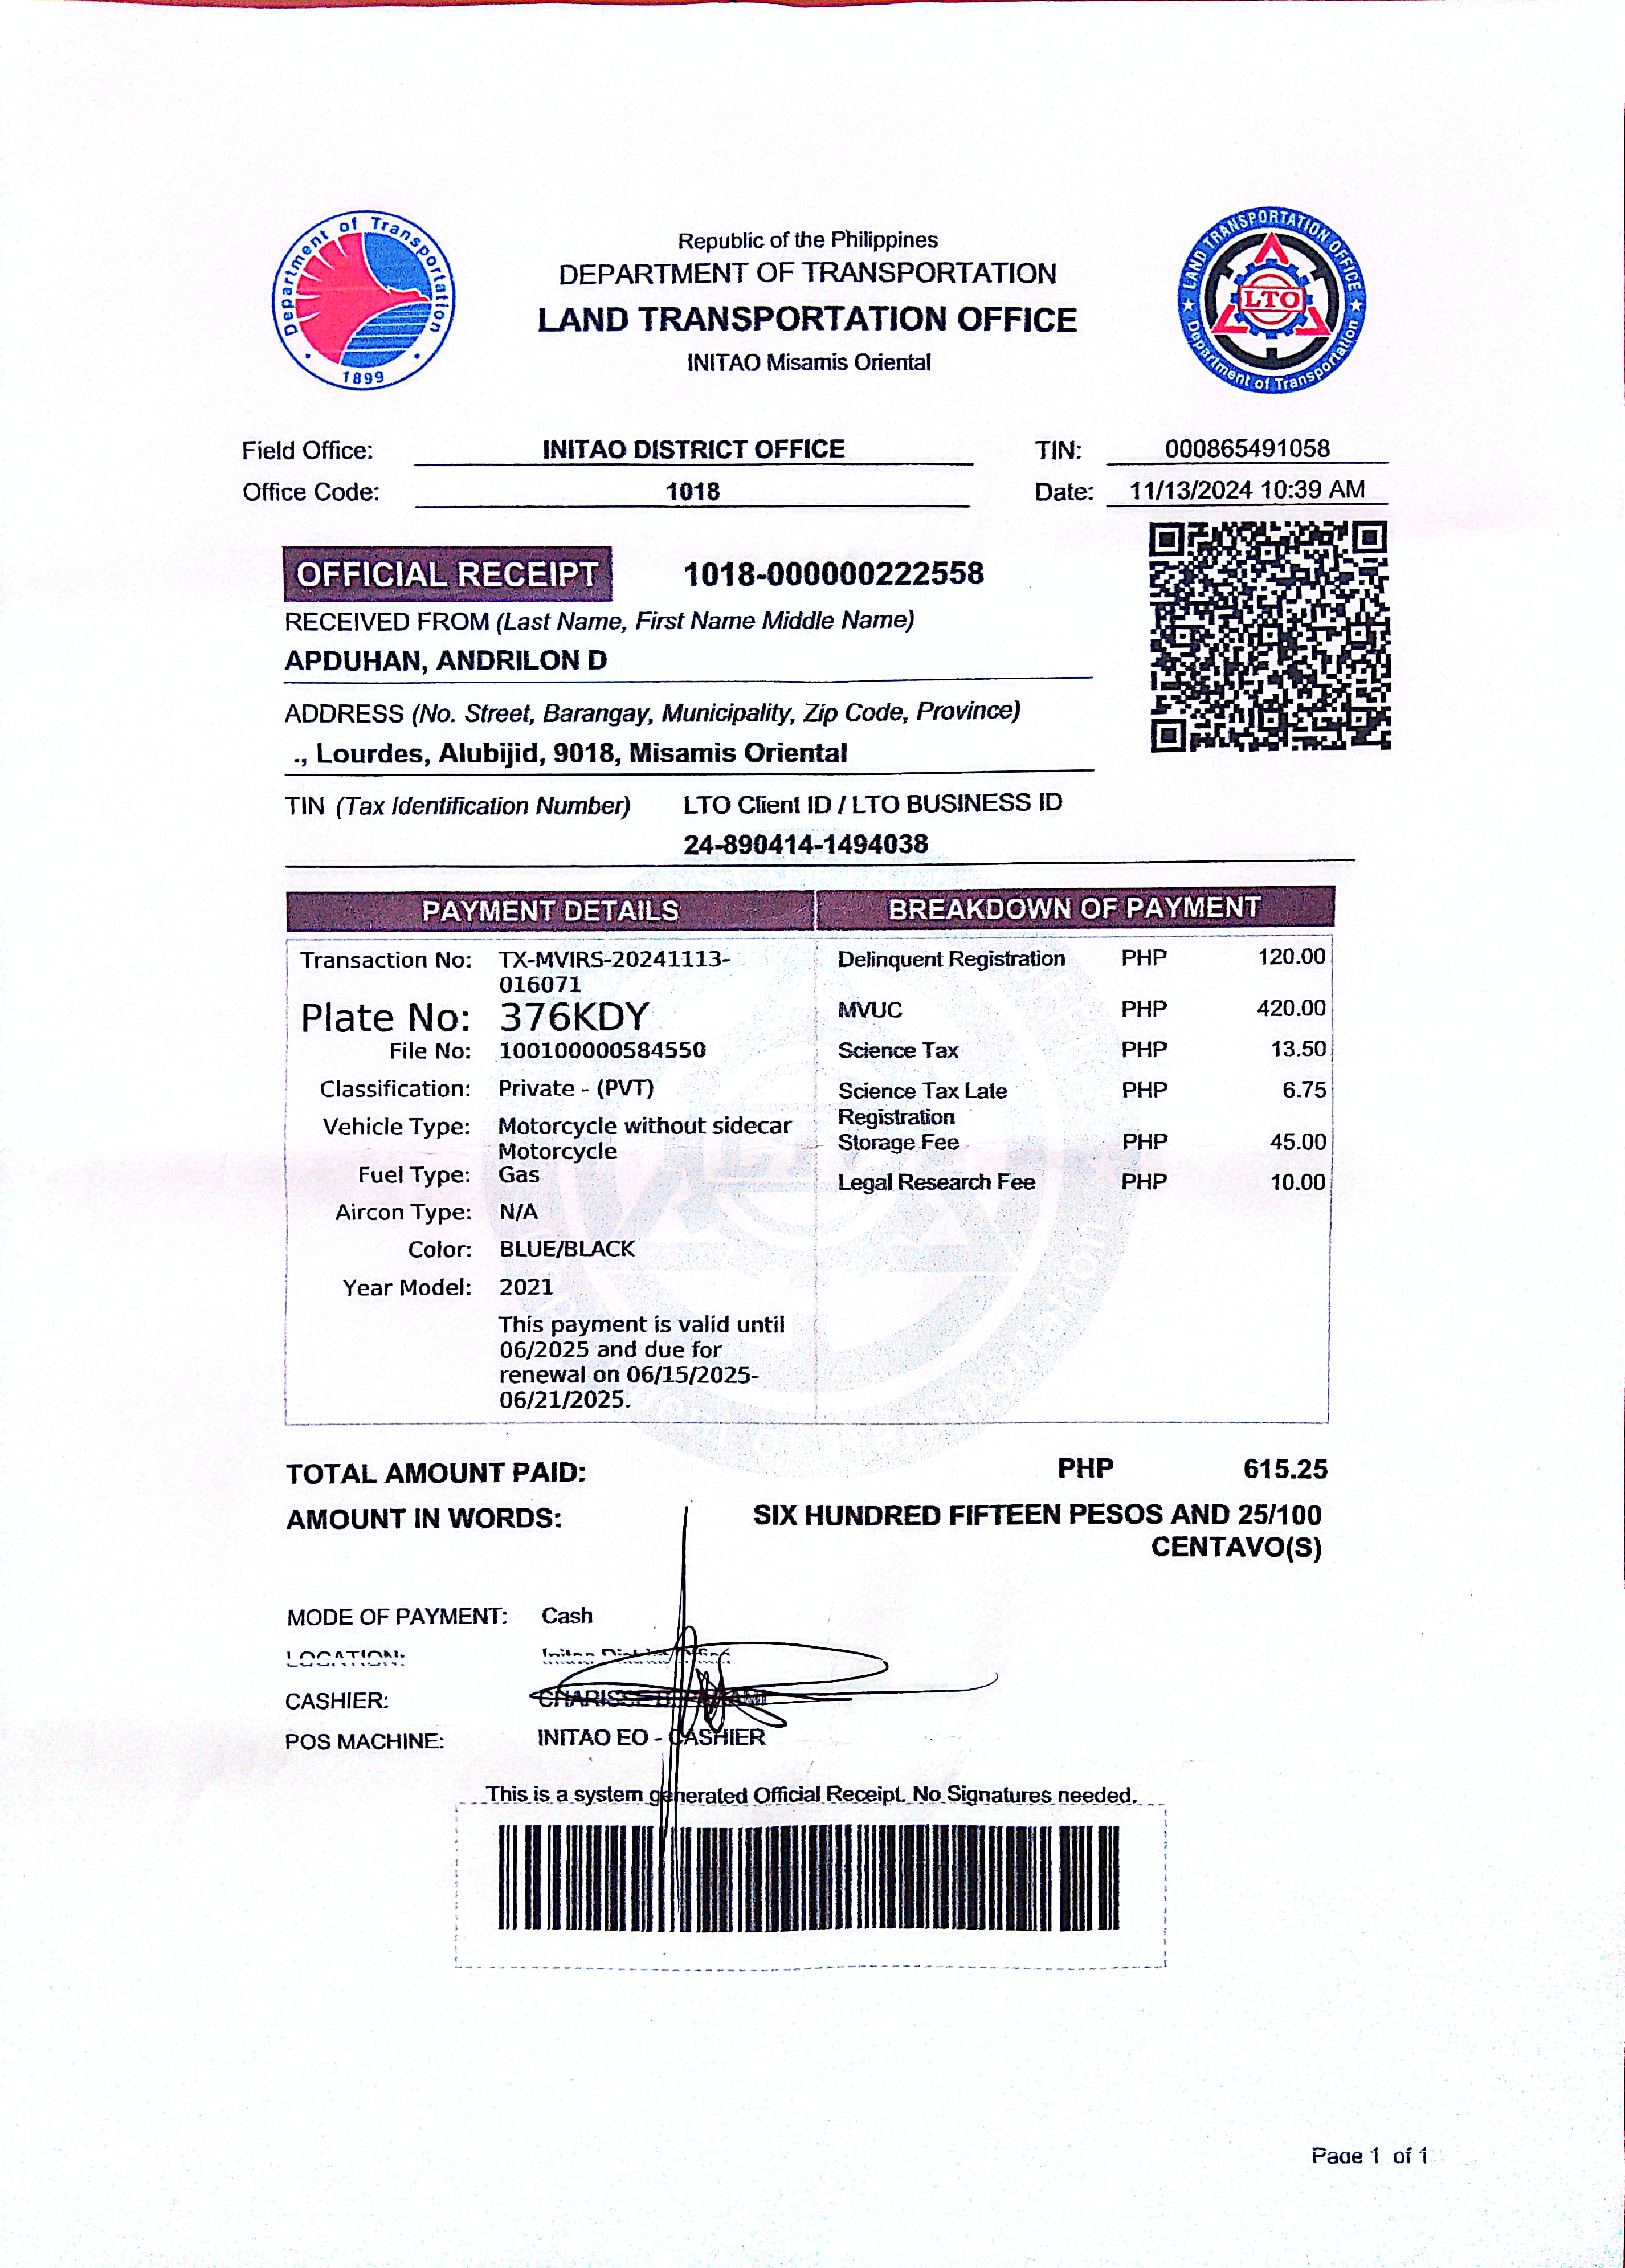 Department of Transportation
1899
Republic of the Philippines
DEPARTMENT OF TRANSPORTATION
LAND TRANSPORTATION OFFICE
INITAO Misamis Oriental
LAND TRANSPORTATION OFFICE
LTO
Department of Transportation
Field Office: INITAO DISTRICT OFFICE TIN: 000865491058
Office Code: 1018 Date: 11/13/2024 10:39 AM
OFFICIAL RECEIPT 1018-000000222558
RECEIVED FROM (Last Name, First Name Middle Name)
APDUHAN, ANDRILON D
ADDRESS (No. Street, Barangay, Municipality, Zip Code, Province)
., Lourdes, Alubijid, 9018, Misamis Oriental
TIN (Tax Identification Number) LTO Client ID / LTO BUSINESS ID
24-890414-1494038
PAYMENT DETAILS
Transaction No: TX-MVIRS-20241113-
016071
Plate No: 376KDY
File No: 100100000584550
Classification: Private - (PVT)
Vehicle Type: Motorcycle without sidecar
Motorcycle
Fuel Type: Gas
Aircon Type: N/A
Color: BLUE/BLACK
Year Model: 2021
This payment is valid until
06/2025 and due for
renewal on 06/15/2025-
06/21/2025.
BREAKDOWN OF PAYMENT
Delinquent Registration PHP 120.00
MVUC PHP 420.00
Science Tax PHP 13.50
Science Tax Late PHP 6.75
Registration
Storage Fee PHP 45.00
Legal Research Fee PHP 10.00
TOTAL AMOUNT PAID: PHP 615.25
AMOUNT IN WORDS: SIX HUNDRED FIFTEEN PESOS AND 25/100
CENTAVO(S)
MODE OF PAYMENT: Cash
LOCATION: Initao District Office
CASHIER:
POS MACHINE: INITAO EO - CASHIER
This is a system generated Official Receipt. No Signatures needed.
Page 1 of 1